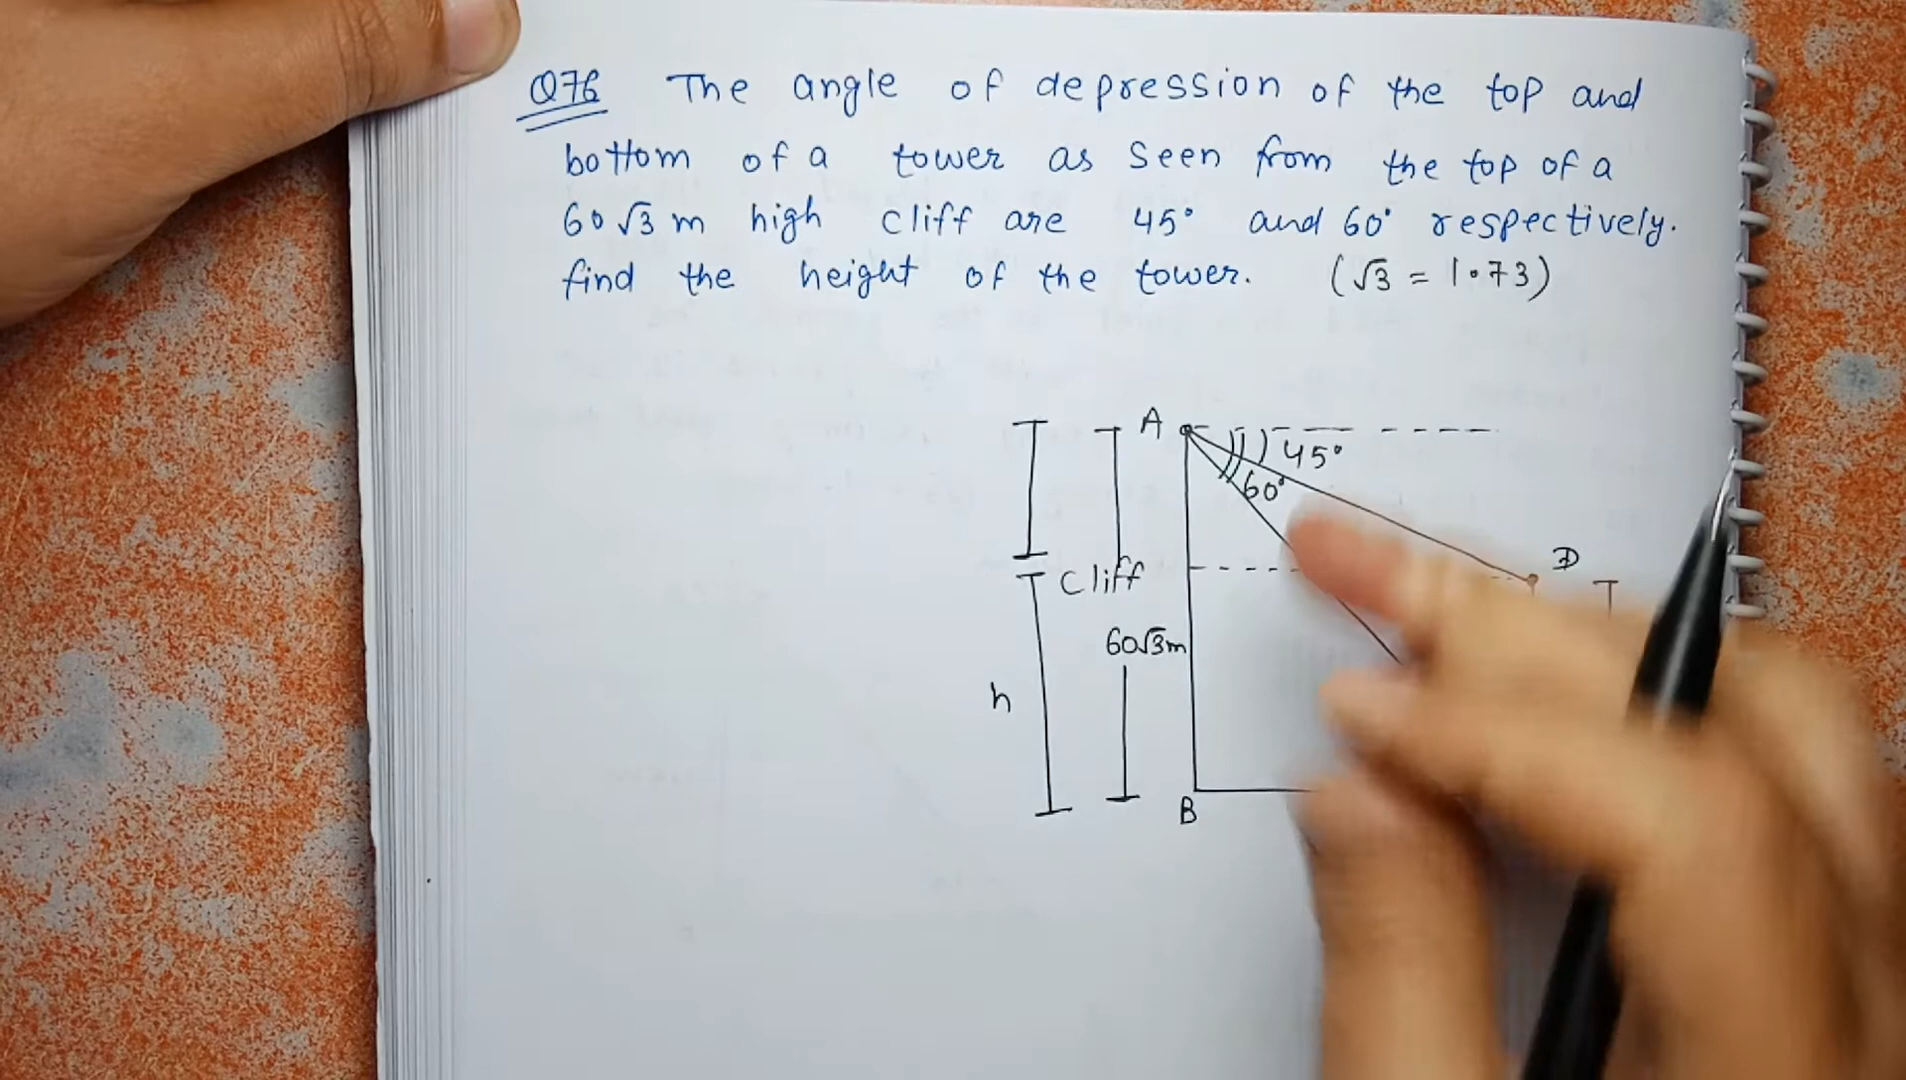 Q76 The angle of depression of the top and
bottom of a tower as seen from the top of a
60√3 m high cliff are 45° and 60° respectively.
find the height of the tower. (√3 = 1.73)
A
45°
60°
D
Cliff
60√3m
h
B